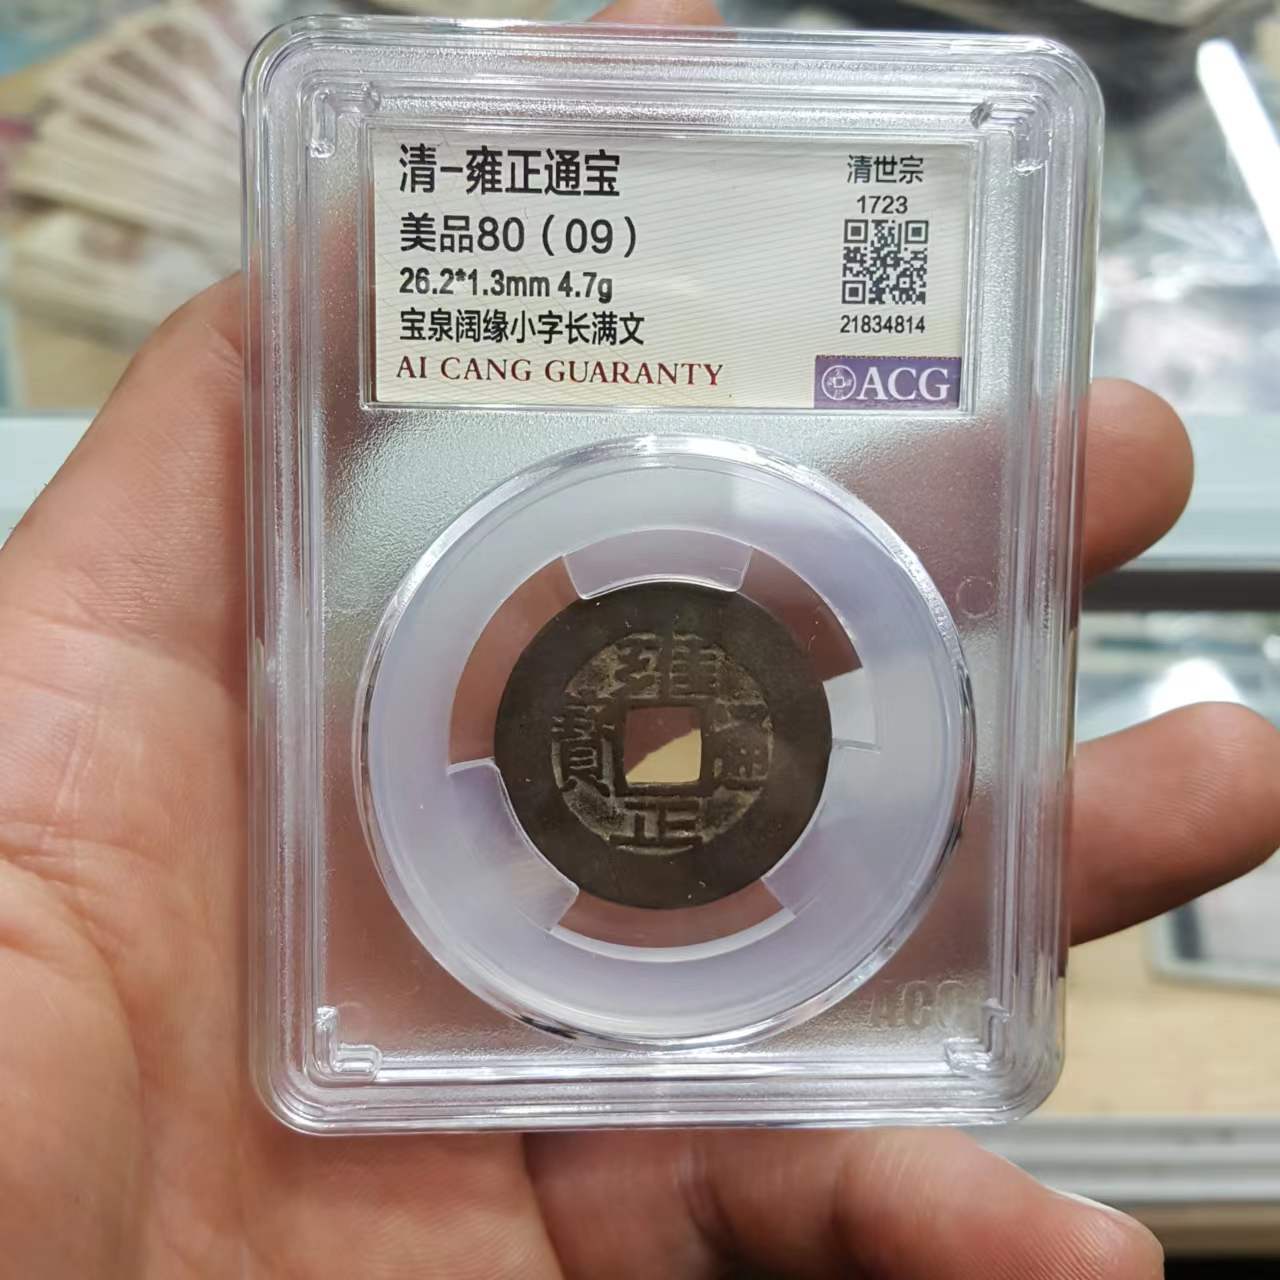 清-雍正通宝
美品80（09）
26.2*1.3mm 4.7g
宝泉阔缘小字长满文
AI CANG GUARANTY
清世宗
1723
21834814
ACG
雍
寶 通
正
ACG